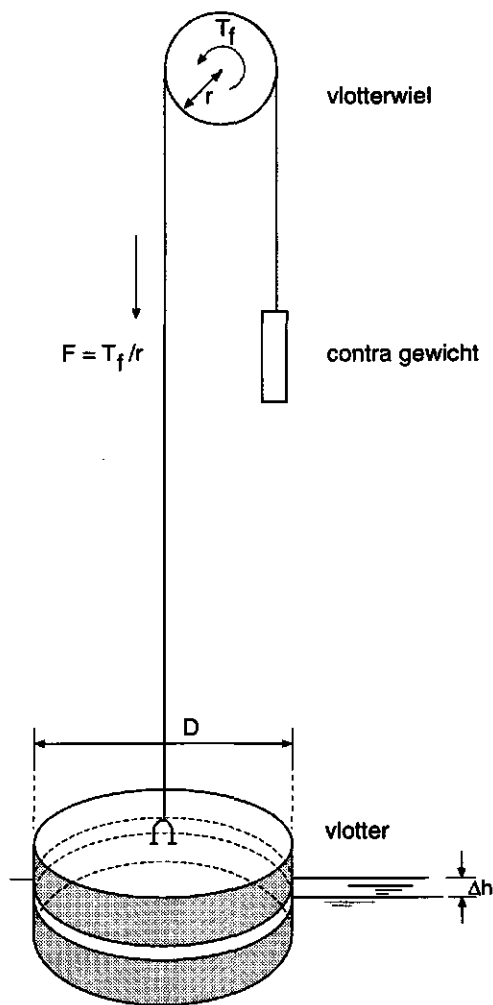 T_f
r
vlotterwiel
F = T_f/r
contra gewicht
D
vlotter
Δh